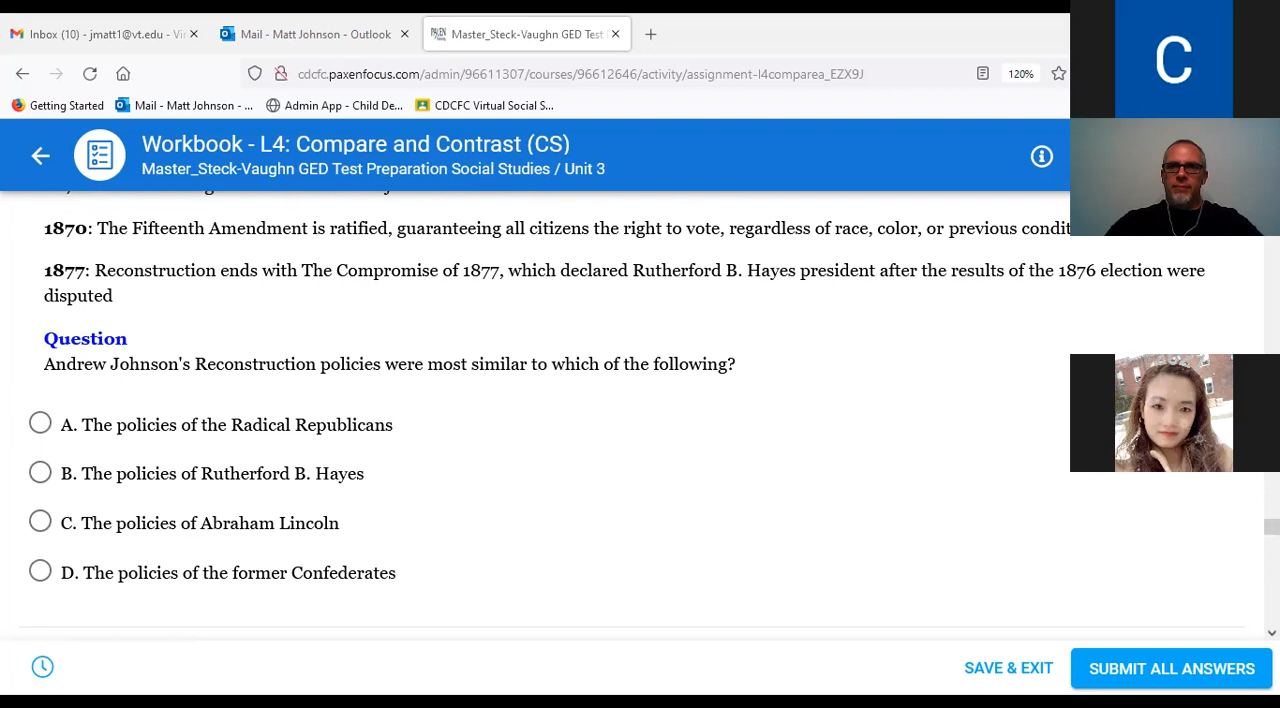 Inbox (10) - jmatt1@vt.edu - Vir
Mail - Matt Johnson - Outlook
PAXEN
Master_Steck-Vaughn GED Test
cdcfc.paxenfocus.com/admin/96611307/courses/96612646/activity/assignment-l4comparea_EZX9J
120%
Getting Started
Mail - Matt Johnson - ...
Admin App - Child De...
CDCFC Virtual Social S...
Workbook - L4: Compare and Contrast (CS)
Master_Steck-Vaughn GED Test Preparation Social Studies / Unit 3
C
1870: The Fifteenth Amendment is ratified, guaranteeing all citizens the right to vote, regardless of race, color, or previous condit
1877: Reconstruction ends with The Compromise of 1877, which declared Rutherford B. Hayes president after the results of the 1876 election were
disputed
Question
Andrew Johnson's Reconstruction policies were most similar to which of the following?
A. The policies of the Radical Republicans
B. The policies of Rutherford B. Hayes
C. The policies of Abraham Lincoln
D. The policies of the former Confederates
SAVE & EXIT
SUBMIT ALL ANSWERS